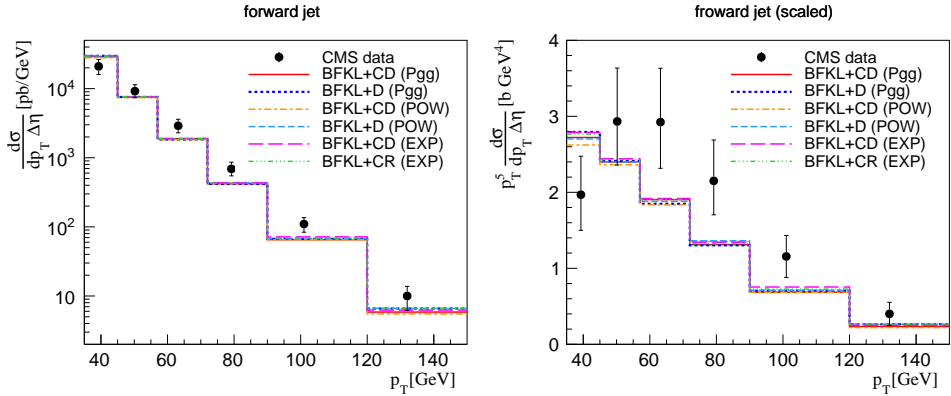 forward jet
dσ
dp_T Δη [pb/GeV]
10^4
10^3
10^2
10
CMS data
BFKL+CD (Pgg)
BFKL+D (Pgg)
BFKL+CD (POW)
BFKL+D (POW)
BFKL+CD (EXP)
BFKL+CR (EXP)
40 60 80 100 120 140
p_T[GeV]
froward jet (scaled)
p_T^5 dσ
dp_T Δη [b GeV^4]
4
3
2
1
0
CMS data
BFKL+CD (Pgg)
BFKL+D (Pgg)
BFKL+CD (POW)
BFKL+D (POW)
BFKL+CD (EXP)
BFKL+CR (EXP)
40 60 80 100 120 140
p_T[GeV]